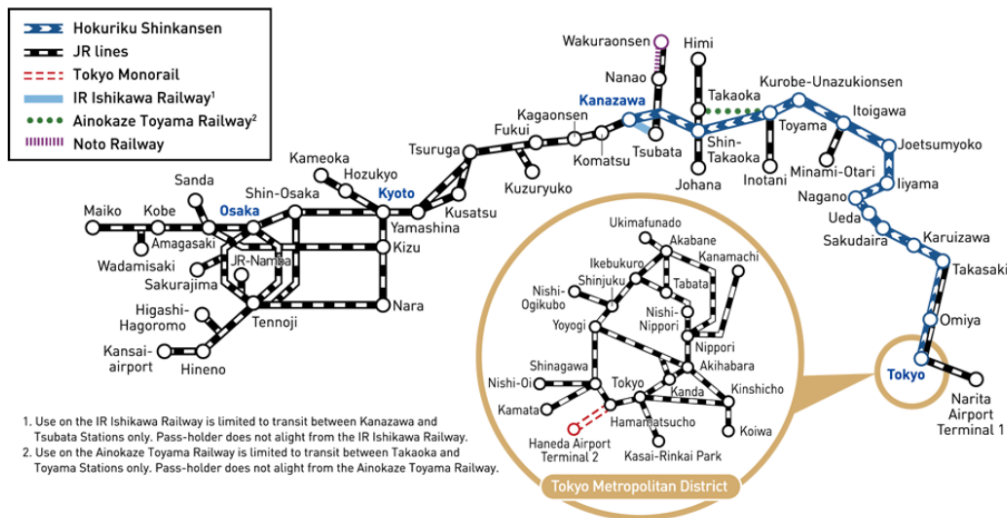 Hokuriku Shinkansen
JR lines
Tokyo Monorail
IR Ishikawa Railway¹
Ainokaze Toyama Railway²
Noto Railway
Wakuraonsen
Himi
Nanao
Takaoka
Kurobe-Unazukionsen
Kanazawa
Kagaonsen
Toyama
Itoigawa
Fukui
Tsuruga
Komatsu
Tsubata
Shin-
Takaoka
Joetsumyoko
Kameoka
Hozukyo
Kuzuryuko
Johana
Inotani
Minami-Otari
Iiyama
Sanda
Shin-Osaka
Kyoto
Kusatsu
Nagano
Maiko
Kobe
Osaka
Yamashina
Ueda
Amagasaki
Kizu
Sakudaira
Karuizawa
Wadamisaki
JR-Namba
Sakurajima
Takasaki
Higashi-
Hagoromo
Tennoji
Nara
Omiya
Kansai-
airport
Hineno
Tokyo
Narita
Airport
Terminal 1
Ukimafunado
Akabane
Kanamachi
Ikebukuro
Shinjuku
Tabata
Nishi-
Ogikubo
Nishi-
Nippori
Yoyogi
Nippori
Akihabara
Shinagawa
Nishi-Oi
Tokyo
Kanda
Kinshicho
Kamata
Hamamatsucho
Haneda Airport
Terminal 2
Koiwa
Kasai-Rinkai Park
Tokyo Metropolitan District
1. Use on the IR Ishikawa Railway is limited to transit between Kanazawa and
Tsubata Stations only. Pass-holder does not alight from the IR Ishikawa Railway.
2. Use on the Ainokaze Toyama Railway is limited to transit between Takaoka and
Toyama Stations only. Pass-holder does not alight from the Ainokaze Toyama Railway.